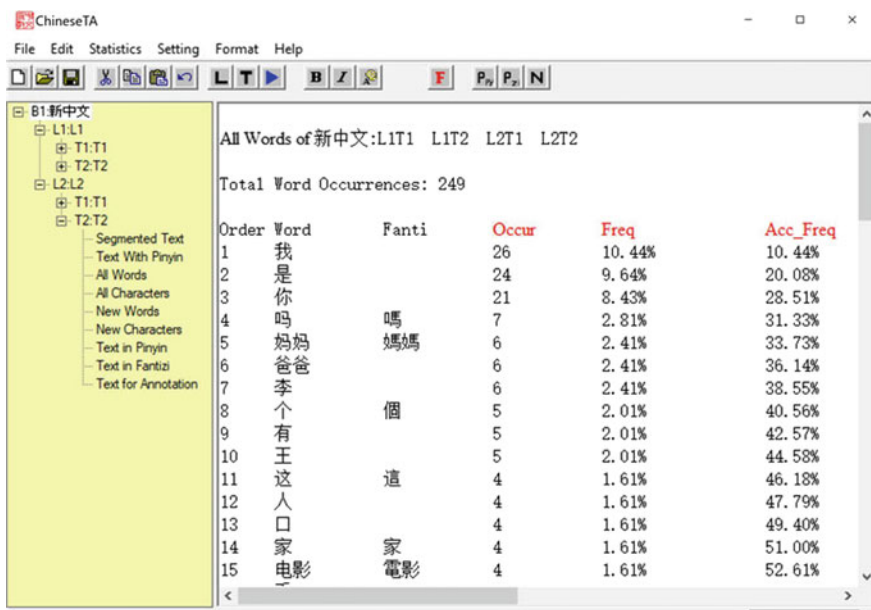 ChineseTA
File Edit Statistics Setting Format Help
L T B I F Py Pzi N
B1:新中文
L1:L1
T1:T1
T2:T2
L2:L2
T1:T1
T2:T2
Segmented Text
Text With Pinyin
All Words
All Characters
New Words
New Characters
Text in Pinyin
Text in Fantizi
Text for Annotation
All Words of新中文:L1T1 L1T2 L2T1 L2T2
Total Word Occurrences: 249
Order Word Fanti Occur Freq Acc_Freq
1 我 26 10.44% 10.44%
2 是 24 9.64% 20.08%
3 你 21 8.43% 28.51%
4 吗 嗎 7 2.81% 31.33%
5 妈妈 媽媽 6 2.41% 33.73%
6 爸爸 6 2.41% 36.14%
7 李 6 2.41% 38.55%
8 个 個 5 2.01% 40.56%
9 有 5 2.01% 42.57%
10 王 5 2.01% 44.58%
11 这 這 4 1.61% 46.18%
12 人 4 1.61% 47.79%
13 口 4 1.61% 49.40%
14 家 家 4 1.61% 51.00%
15 电影 電影 4 1.61% 52.61%